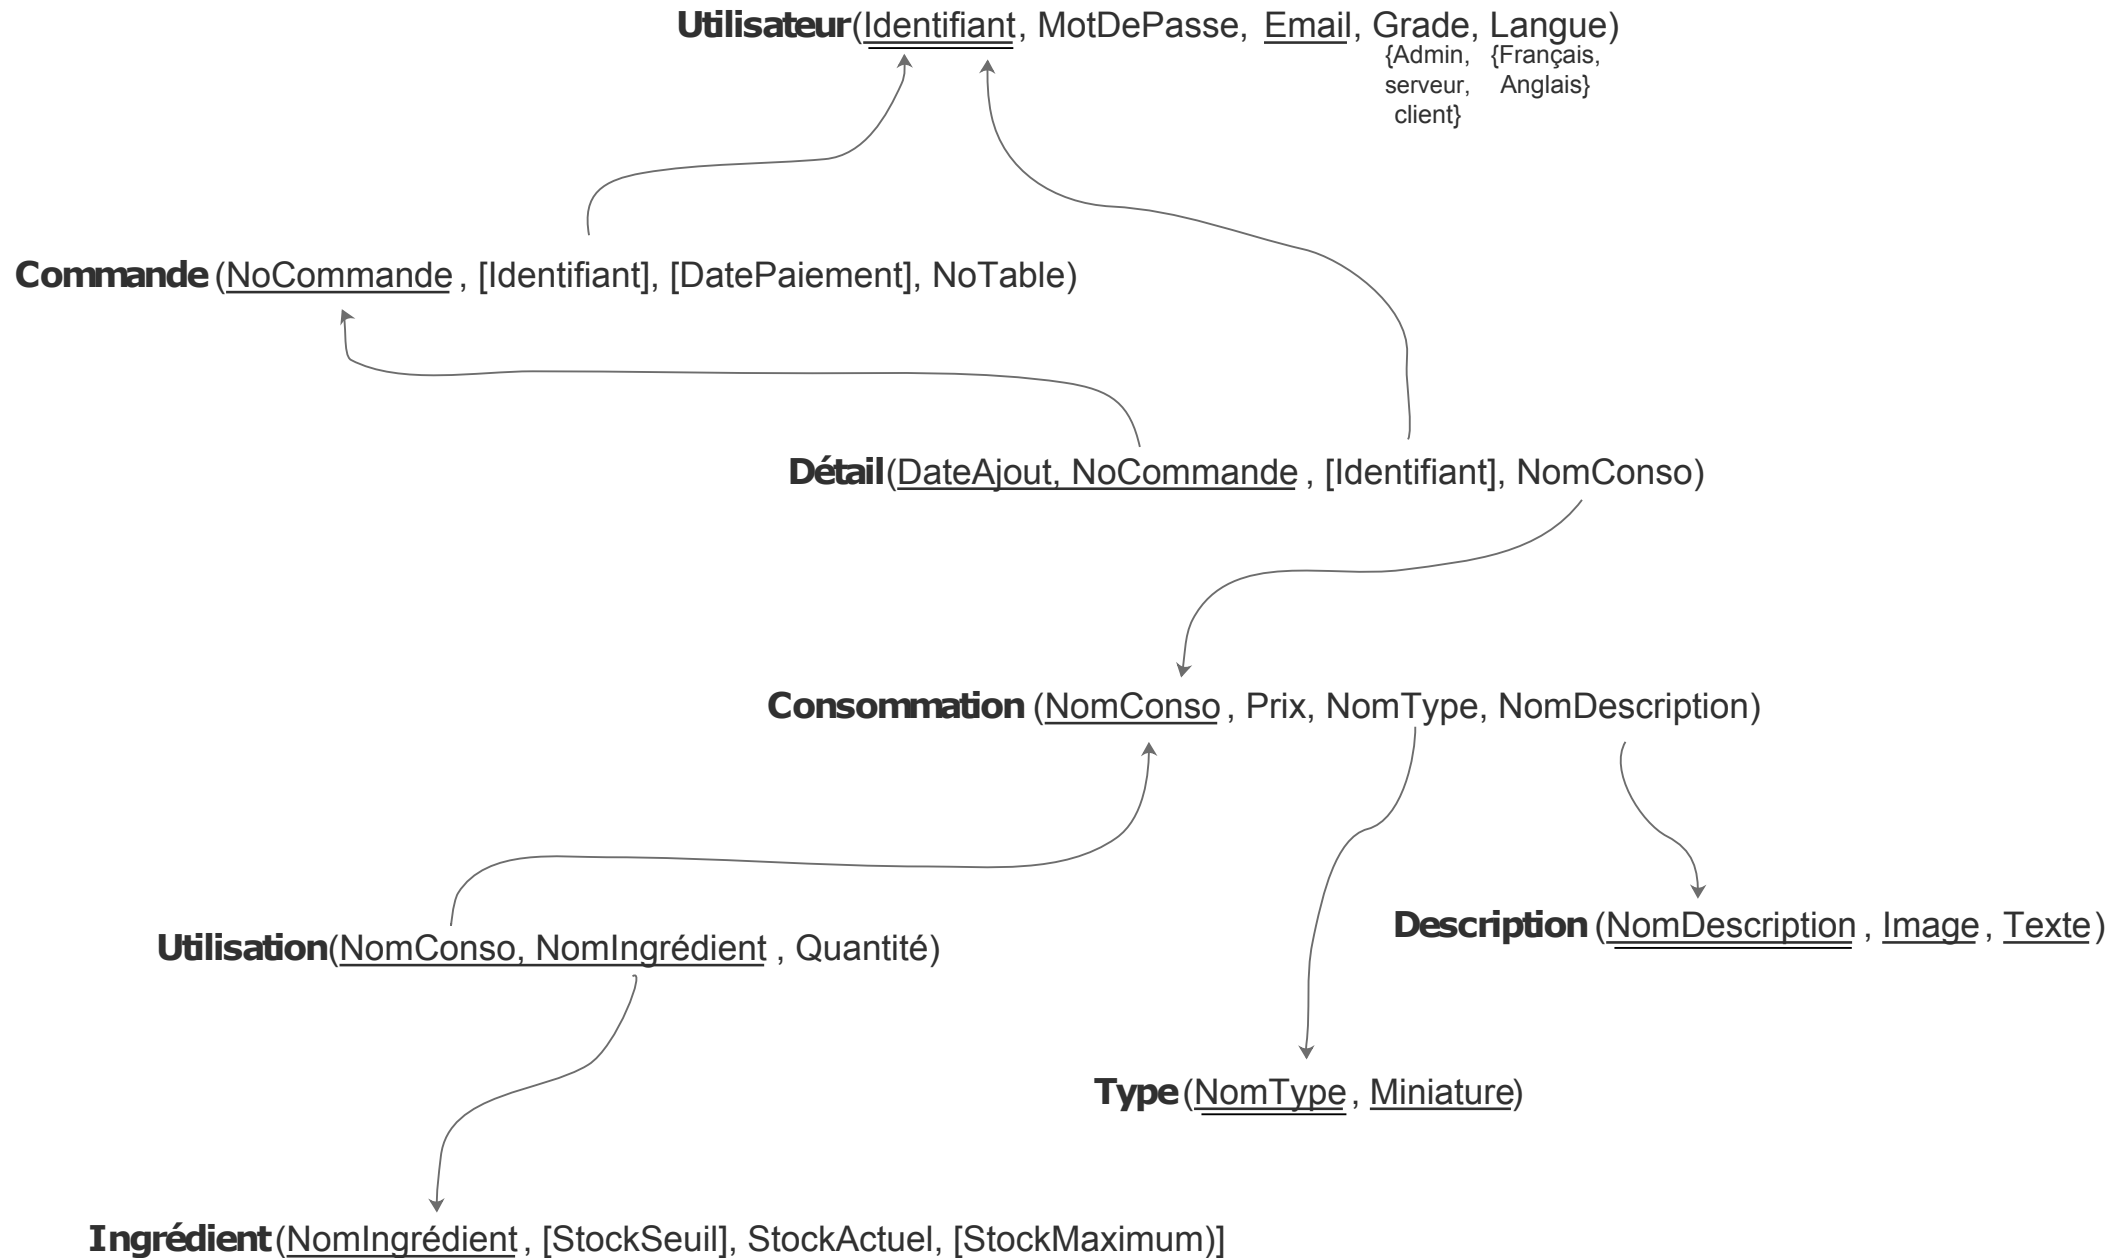 Utilisateur(Identifiant, MotDePasse, Email, Grade, Langue)
{Admin, serveur, client}
{Français, Anglais}
Commande (NoCommande , [Identifiant], [DatePaiement], NoTable)
Détail(DateAjout, NoCommande , [Identifiant], NomConso)
Consommation (NomConso , Prix, NomType, NomDescription)
Description (NomDescription , Image , Texte)
Utilisation(NomConso, NomIngrédient , Quantité)
Type (NomType , Miniature)
Ingrédient (NomIngrédient , [StockSeuil], StockActuel, [StockMaximum)]